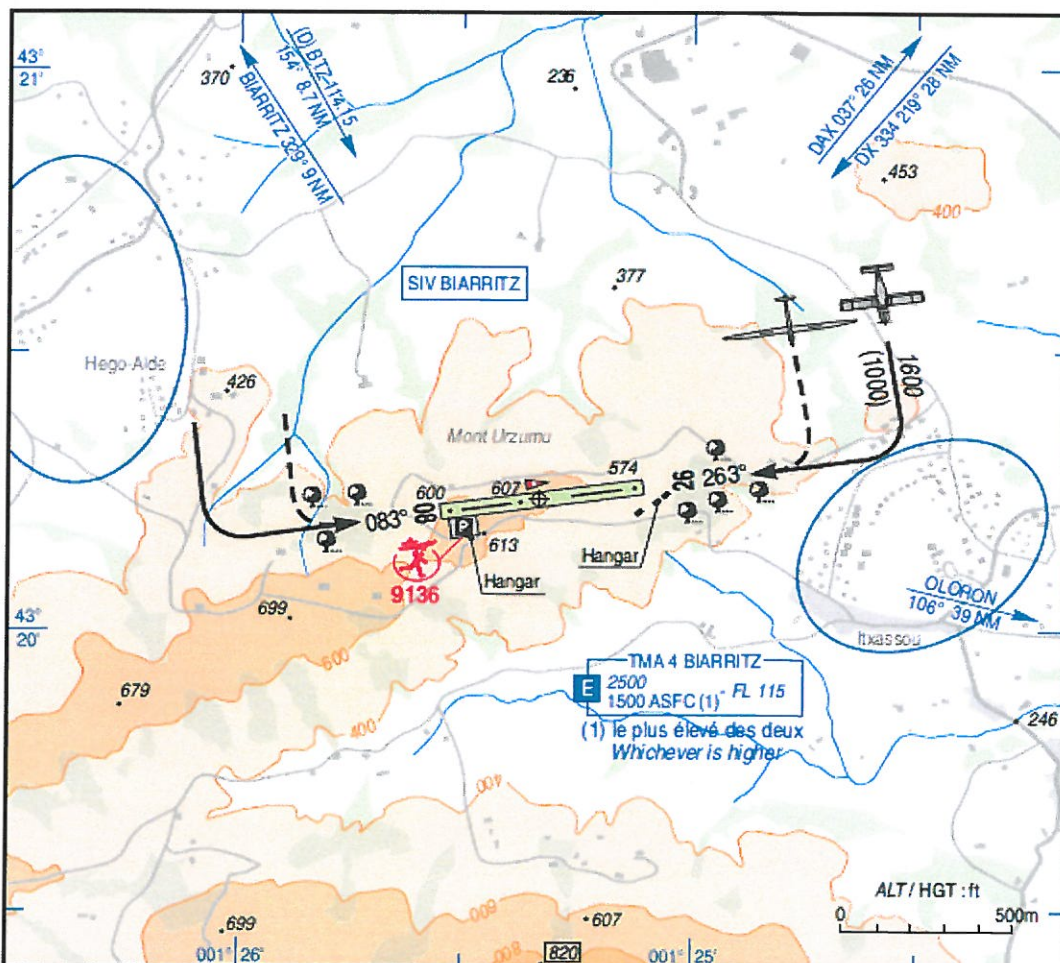 43°
21'
370
(D) BTZ-114.15
154° 8.7 NM
BIARRITZ 329° 9 NM
236
DAX 037° 26 NM
DX 334 219° 28 NM
453
400
SIV BIARRITZ
377
Hego-Alde
426
1600
(1000)
Mont Urzumu
600
607
574
083°
08
26
263°
613
Hangar
Hangar
9136
699
43°
20'
600
OLORON
106° 39 NM
Itxassou
679
400
TMA 4 BIARRITZ
E
2500
1500 ASFC (1)* FL 115
(1) le plus élevé des deux
Whichever is higher
246
400
600
699
607
800
820
001° 26'
001° 25'
ALT / HGT : ft
0
500m
P